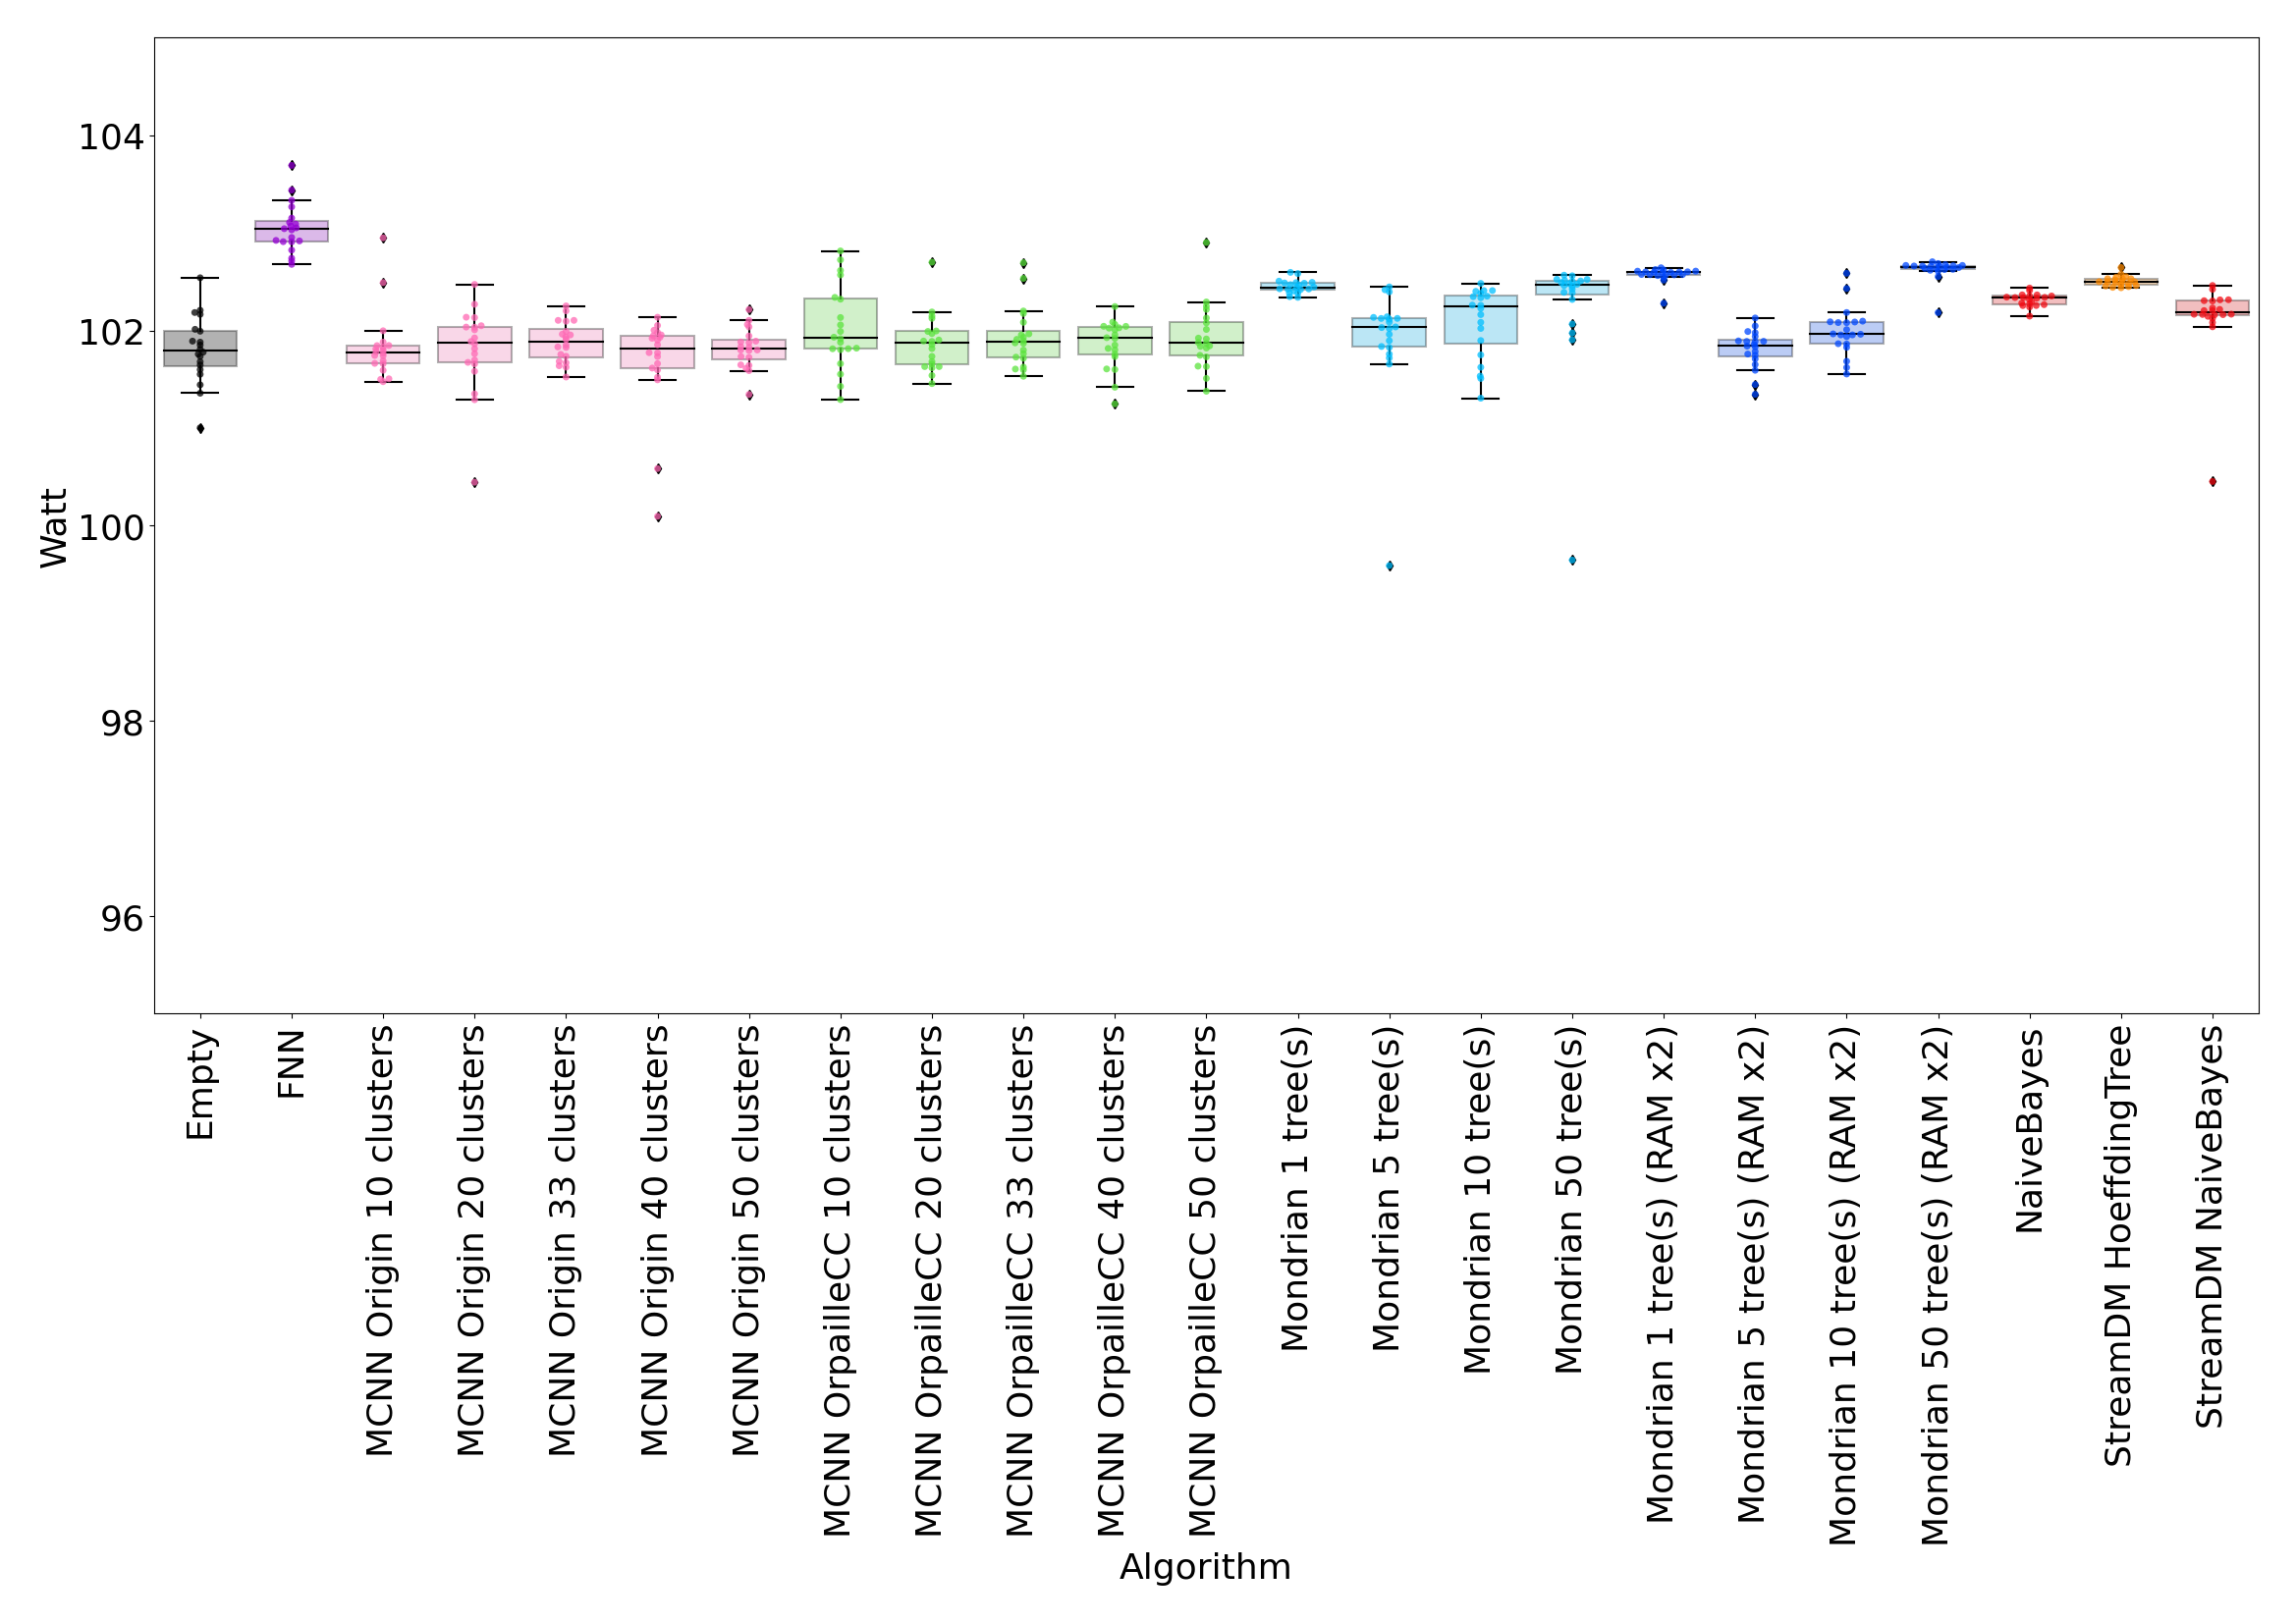 104
102
100
98
96
Watt
Empty
FNN
MCNN Origin 10 clusters
MCNN Origin 20 clusters
MCNN Origin 33 clusters
MCNN Origin 40 clusters
MCNN Origin 50 clusters
MCNN OrpailleCC 10 clusters
MCNN OrpailleCC 20 clusters
MCNN OrpailleCC 33 clusters
MCNN OrpailleCC 40 clusters
MCNN OrpailleCC 50 clusters
Mondrian 1 tree(s)
Mondrian 5 tree(s)
Mondrian 10 tree(s)
Mondrian 50 tree(s)
Mondrian 1 tree(s) (RAM x2)
Mondrian 5 tree(s) (RAM x2)
Mondrian 10 tree(s) (RAM x2)
Mondrian 50 tree(s) (RAM x2)
NaiveBayes
StreamDM HoeffdingTree
StreamDM NaiveBayes
Algorithm